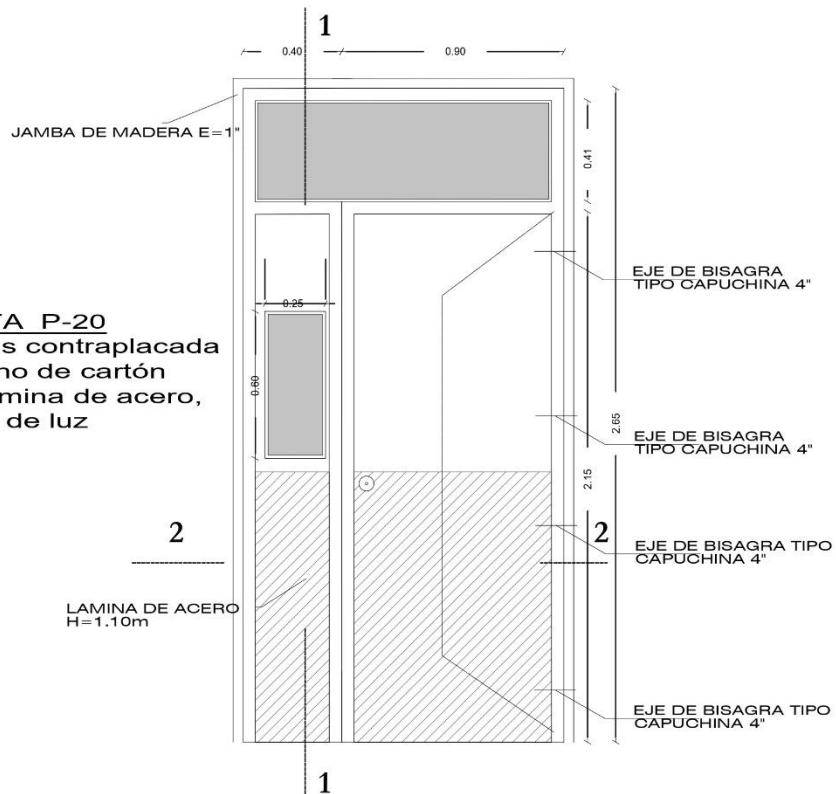 1
0.40
0.90
JAMBA DE MADERA E=1"
0.41
EJE DE BISAGRA
TIPO CAPUCHINA 4"
0.25
P-20
contraplacada
de cartón
de acero,
de luz
0.60
2.65
EJE DE BISAGRA
TIPO CAPUCHINA 4"
2.15
2
2
EJE DE BISAGRA TIPO
CAPUCHINA 4"
LAMINA DE ACERO
H=1.10m
EJE DE BISAGRA TIPO
CAPUCHINA 4"
1